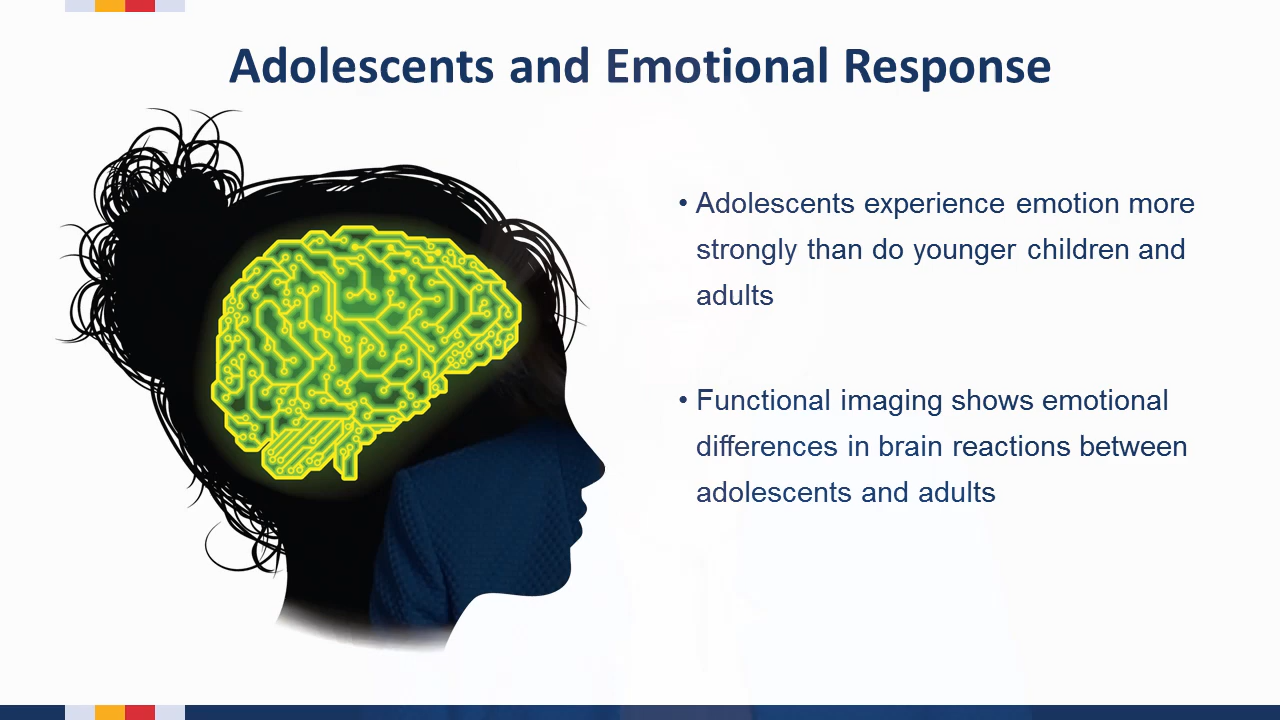 Adolescents and Emotional Response
• Adolescents experience emotion more
strongly than do younger children and
adults
• Functional imaging shows emotional
differences in brain reactions between
adolescents and adults